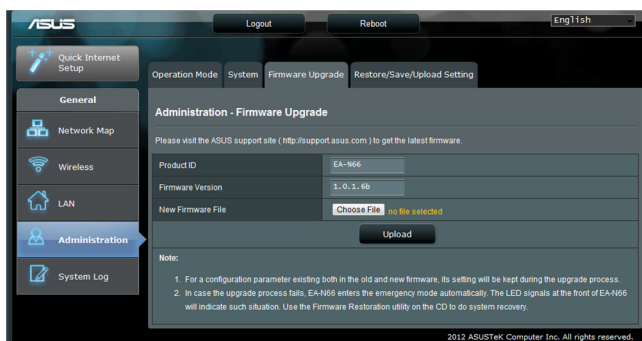 ASUS
Logout
Reboot
English
Quick Internet
Setup
General
Network Map
Wireless
LAN
Administration
System Log
Operation Mode
System
Firmware Upgrade
Restore/Save/Upload Setting
Administration - Firmware Upgrade
Please visit the ASUS support site ( http://support.asus.com ) to get the latest firmware.
Product ID
EA-N66
Firmware Version
1.0.1.6b
New Firmware File
Choose File no file selected
Upload
Note:
1. For a configuration parameter existing both in the old and new firmware, its setting will be kept during the upgrade process.
2. In case the upgrade process fails, EA-N66 enters the emergency mode automatically. The LED signals at the front of EA-N66
will indicate such situation. Use the Firmware Restoration utility on the CD to do system recovery.
2012 ASUSTeK Computer Inc. All rights reserved.